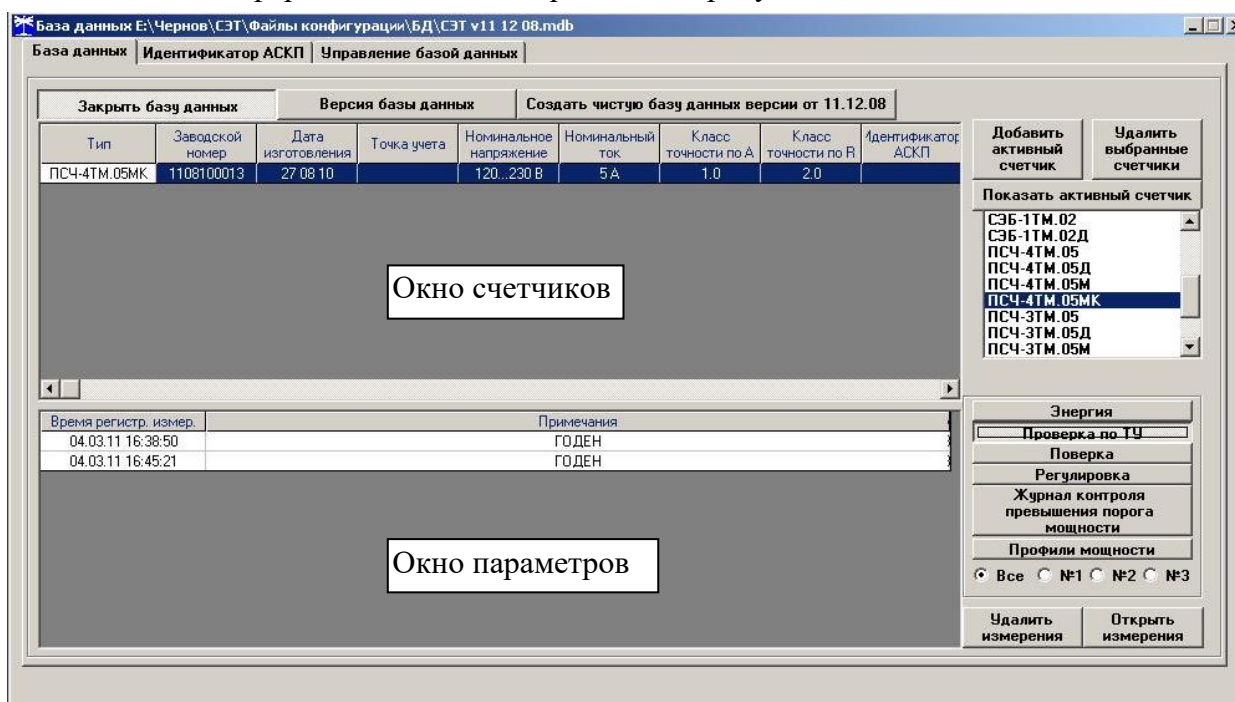 База данных E:\Чернов\СЭТ\Файлы конфигурации\БД\СЭТ v11 12 08.mdb
База данных Идентификатор АСКП Управление базой данных
Закрыть базу данных Версия базы данных Создать чистую базу данных версии от 11.12.08
Тип Заводской номер Дата изготовления Точка учета Номинальное напряжение Номинальный ток Класс точности по А Класс точности по R Идентификатор АСКП
ПСЧ-4ТМ.05МК 1108100013 27 08 10 120...230 В 5 А 1.0 2.0
Добавить активный счетчик
Удалить выбранные счетчики
Показать активный счетчик
СЭБ-1ТМ.02
СЭБ-1ТМ.02Д
ПСЧ-4ТМ.05
ПСЧ-4ТМ.05Д
ПСЧ-4ТМ.05М
ПСЧ-4ТМ.05МК
ПСЧ-3ТМ.05
ПСЧ-3ТМ.05Д
ПСЧ-3ТМ.05М
Окно счетчиков
Время регистр. измер. Примечания
04.03.11 16:38:50 ГОДЕН
04.03.11 16:45:21 ГОДЕН
Окно параметров
Энергия
Проверка по ТУ
Поверка
Регулировка
Журнал контроля
превышения порога
мощности
Профили мощности
Все №1 №2 №3
Удалить измерения
Открыть измерения